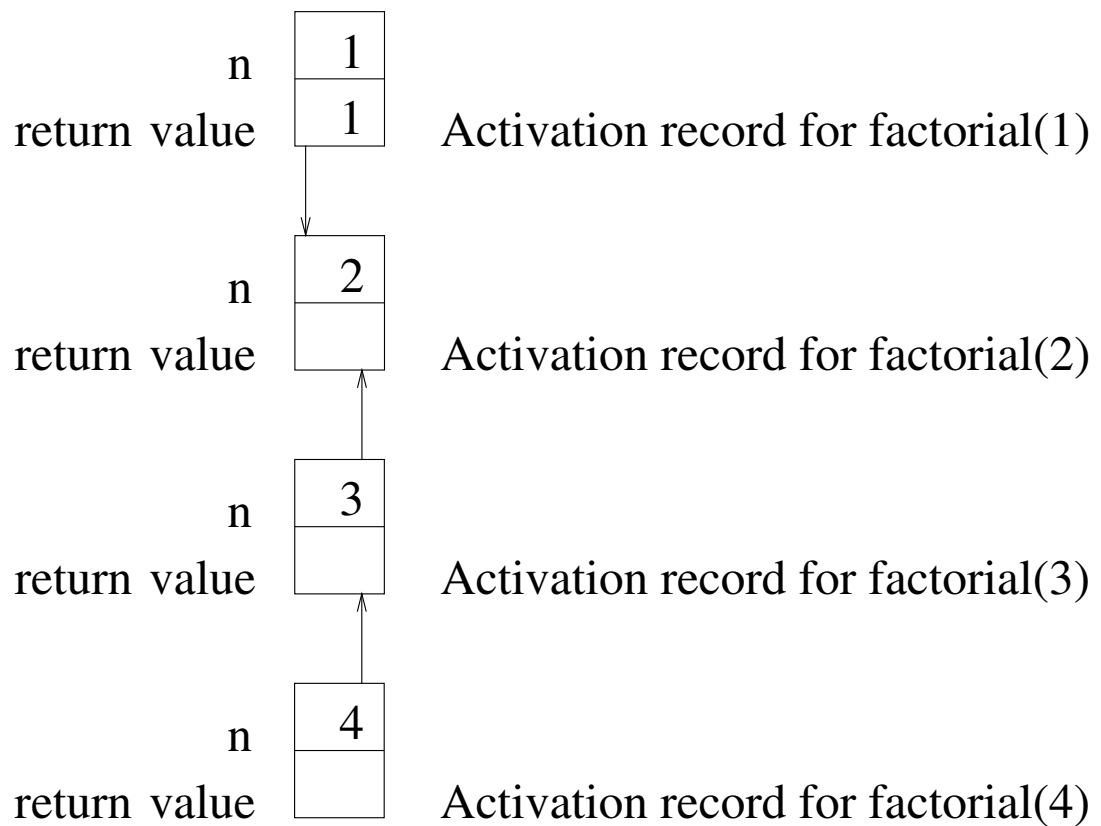 n 1
return value 1 Activation record for factorial(1)
n 2
return value Activation record for factorial(2)
n 3
return value Activation record for factorial(3)
n 4
return value Activation record for factorial(4)